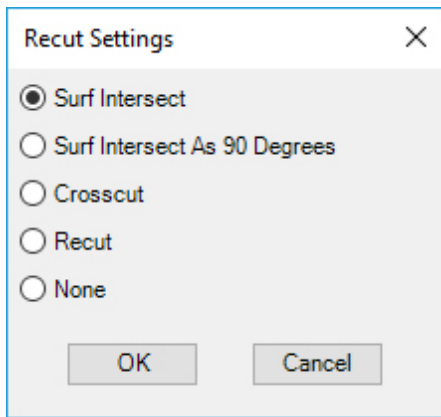 Recut Settings
Surf Intersect
Surf Intersect As 90 Degrees
Crosscut
Recut
None
OK Cancel